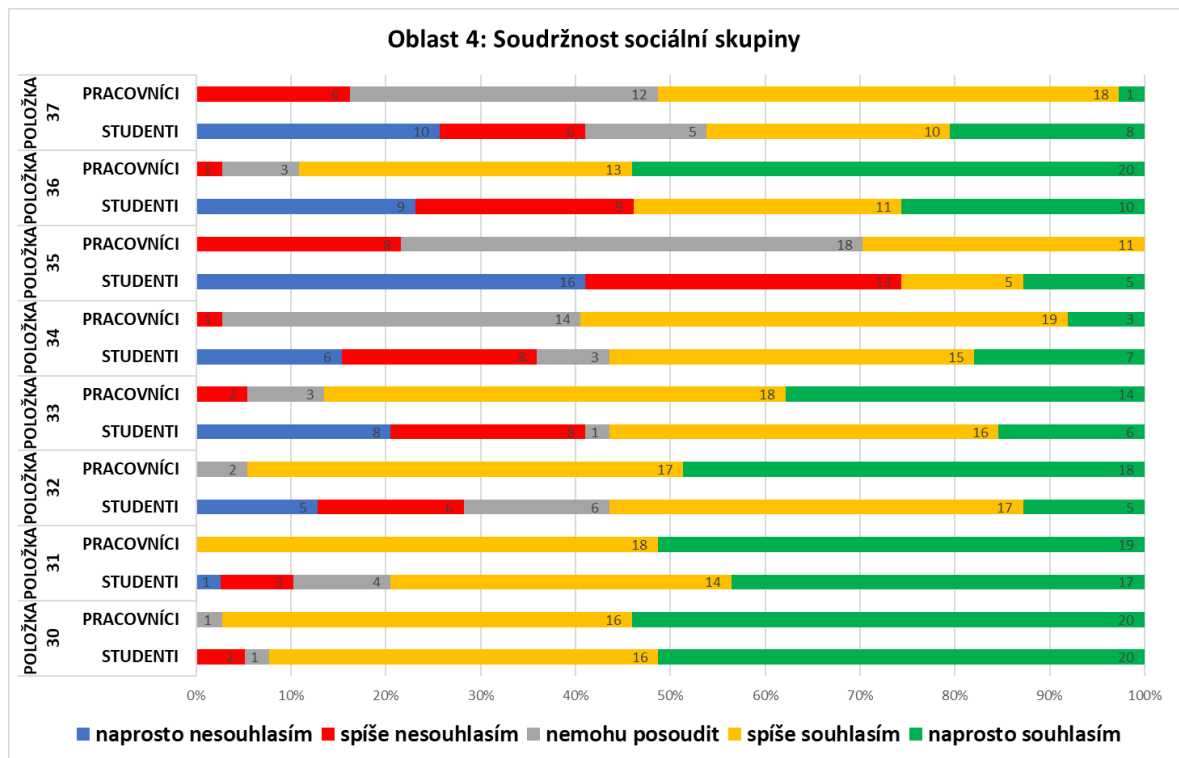 Oblast 4: Soudržnost sociální skupiny
POLOŽKA 37
PRACOVNÍCI 6 12 18 1
STUDENTI 10 6 5 10 8
POLOŽKA 36
PRACOVNÍCI 1 3 13 20
STUDENTI 9 9 11 10
POLOŽKA 35
PRACOVNÍCI 8 18 11
STUDENTI 16 13 5 5
POLOŽKA 34
PRACOVNÍCI 1 14 19 3
STUDENTI 6 8 3 15 7
POLOŽKA 33
PRACOVNÍCI 2 3 18 14
STUDENTI 8 8 1 16 6
POLOŽKA 32
PRACOVNÍCI 2 17 18
STUDENTI 5 6 6 17 5
POLOŽKA 31
PRACOVNÍCI 18 19
STUDENTI 1 3 4 14 17
POLOŽKA 30
PRACOVNÍCI 1 16 20
STUDENTI 2 1 16 20
0% 10% 20% 30% 40% 50% 60% 70% 80% 90% 100%
naprosto nesouhlasím spíše nesouhlasím nemohu posoudit spíše souhlasím naprosto souhlasím